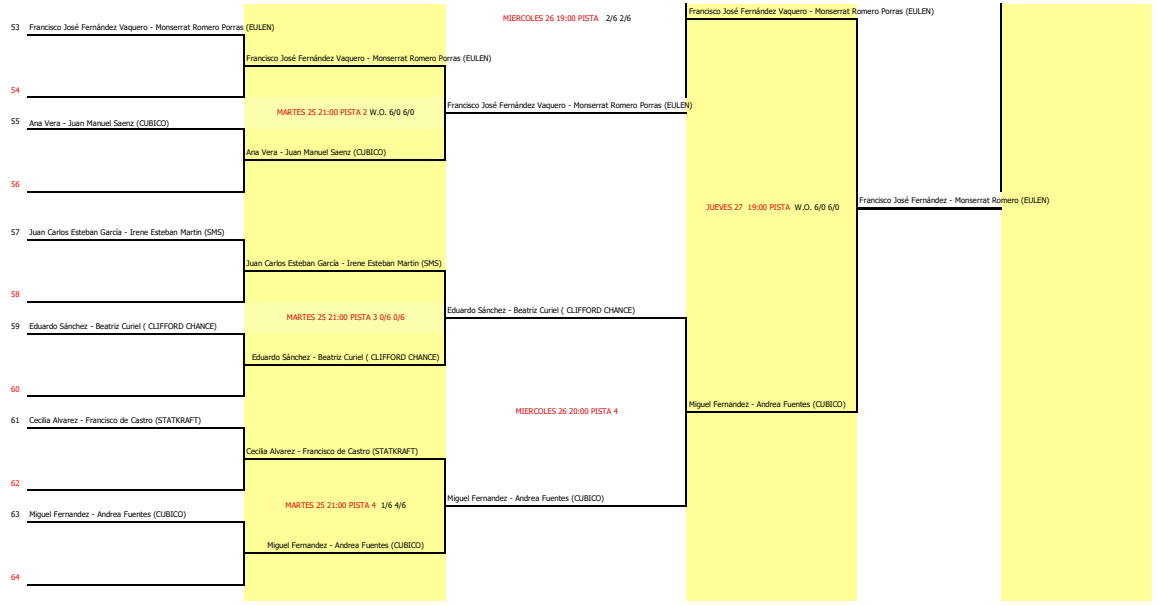 MIERCOLES 26 19:00 PISTA 2/6 2/6
Francisco José Fernández Vaquero - Monserrat Romero Porras (EULEN)
53 Francisco José Fernández Vaquero - Monserrat Romero Porras (EULEN)
Francisco José Fernández Vaquero - Monserrat Romero Porras (EULEN)
54
MARTES 25 21:00 PISTA 2 W.O. 6/0 6/0
Francisco José Fernández Vaquero - Monserrat Romero Porras (EULEN)
55 Ana Vera - Juan Manuel Saenz (CUBICO)
Ana Vera - Juan Manuel Saenz (CUBICO)
56
JUEVES 27 19:00 PISTA W.O. 6/0 6/0
Francisco José Fernández - Monserrat Romero (EULEN)
57 Juan Carlos Esteban García - Irene Esteban Martin (SMS)
Juan Carlos Esteban García - Irene Esteban Martin (SMS)
58
MARTES 25 21:00 PISTA 3 0/6 0/6
Eduardo Sánchez - Beatriz Curiel ( CLIFFORD CHANCE)
59 Eduardo Sánchez - Beatriz Curiel ( CLIFFORD CHANCE)
Eduardo Sánchez - Beatriz Curiel ( CLIFFORD CHANCE)
60
MIERCOLES 26 20:00 PISTA 4
Miguel Fernandez - Andrea Fuentes (CUBICO)
61 Cecilia Alvarez - Francisco de Castro (STATKRAFT)
Cecilia Alvarez - Francisco de Castro (STATKRAFT)
62
MARTES 25 21:00 PISTA 4 1/6 4/6
Miguel Fernandez - Andrea Fuentes (CUBICO)
63 Miguel Fernandez - Andrea Fuentes (CUBICO)
Miguel Fernandez - Andrea Fuentes (CUBICO)
64